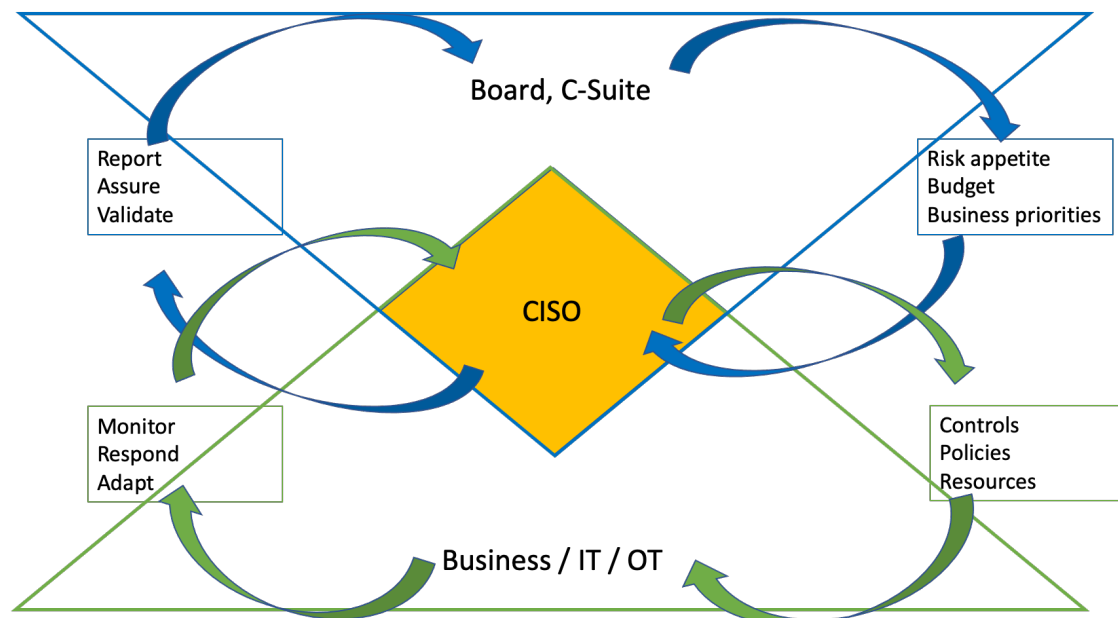 Board, C-Suite
Report
Assure
Validate
Risk appetite
Budget
Business priorities
CISO
Monitor
Respond
Adapt
Controls
Policies
Resources
Business / IT / OT